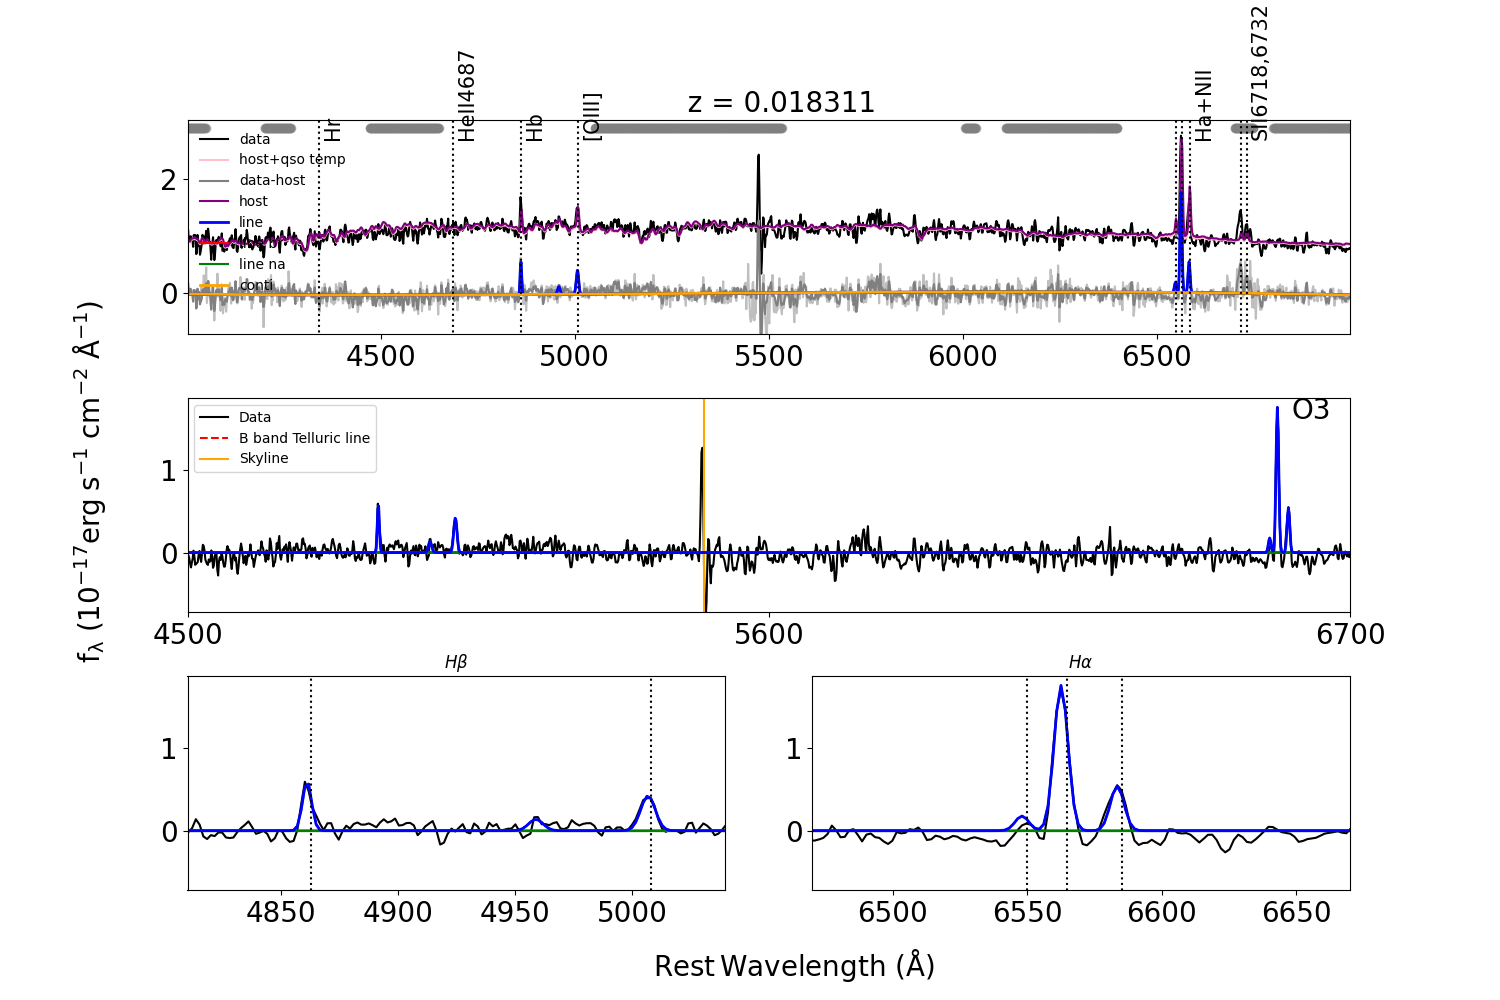 z = 0.018311
Hr
HeII4687
Hb
[OIII]
Ha+NII
SII6718,6732
data
host+qso temp
data-host
host
line
line na
conti
2
0
4500 5000 5500 6000 6500
fλ (10−17erg s−1 cm−2 Å−1)
Data
B band Telluric line
Skyline
O3
1
0
4500 5600 6700
Hβ
1
0
4850 4900 4950 5000
Hα
1
0
6500 6550 6600 6650
Rest Wavelength (Å)